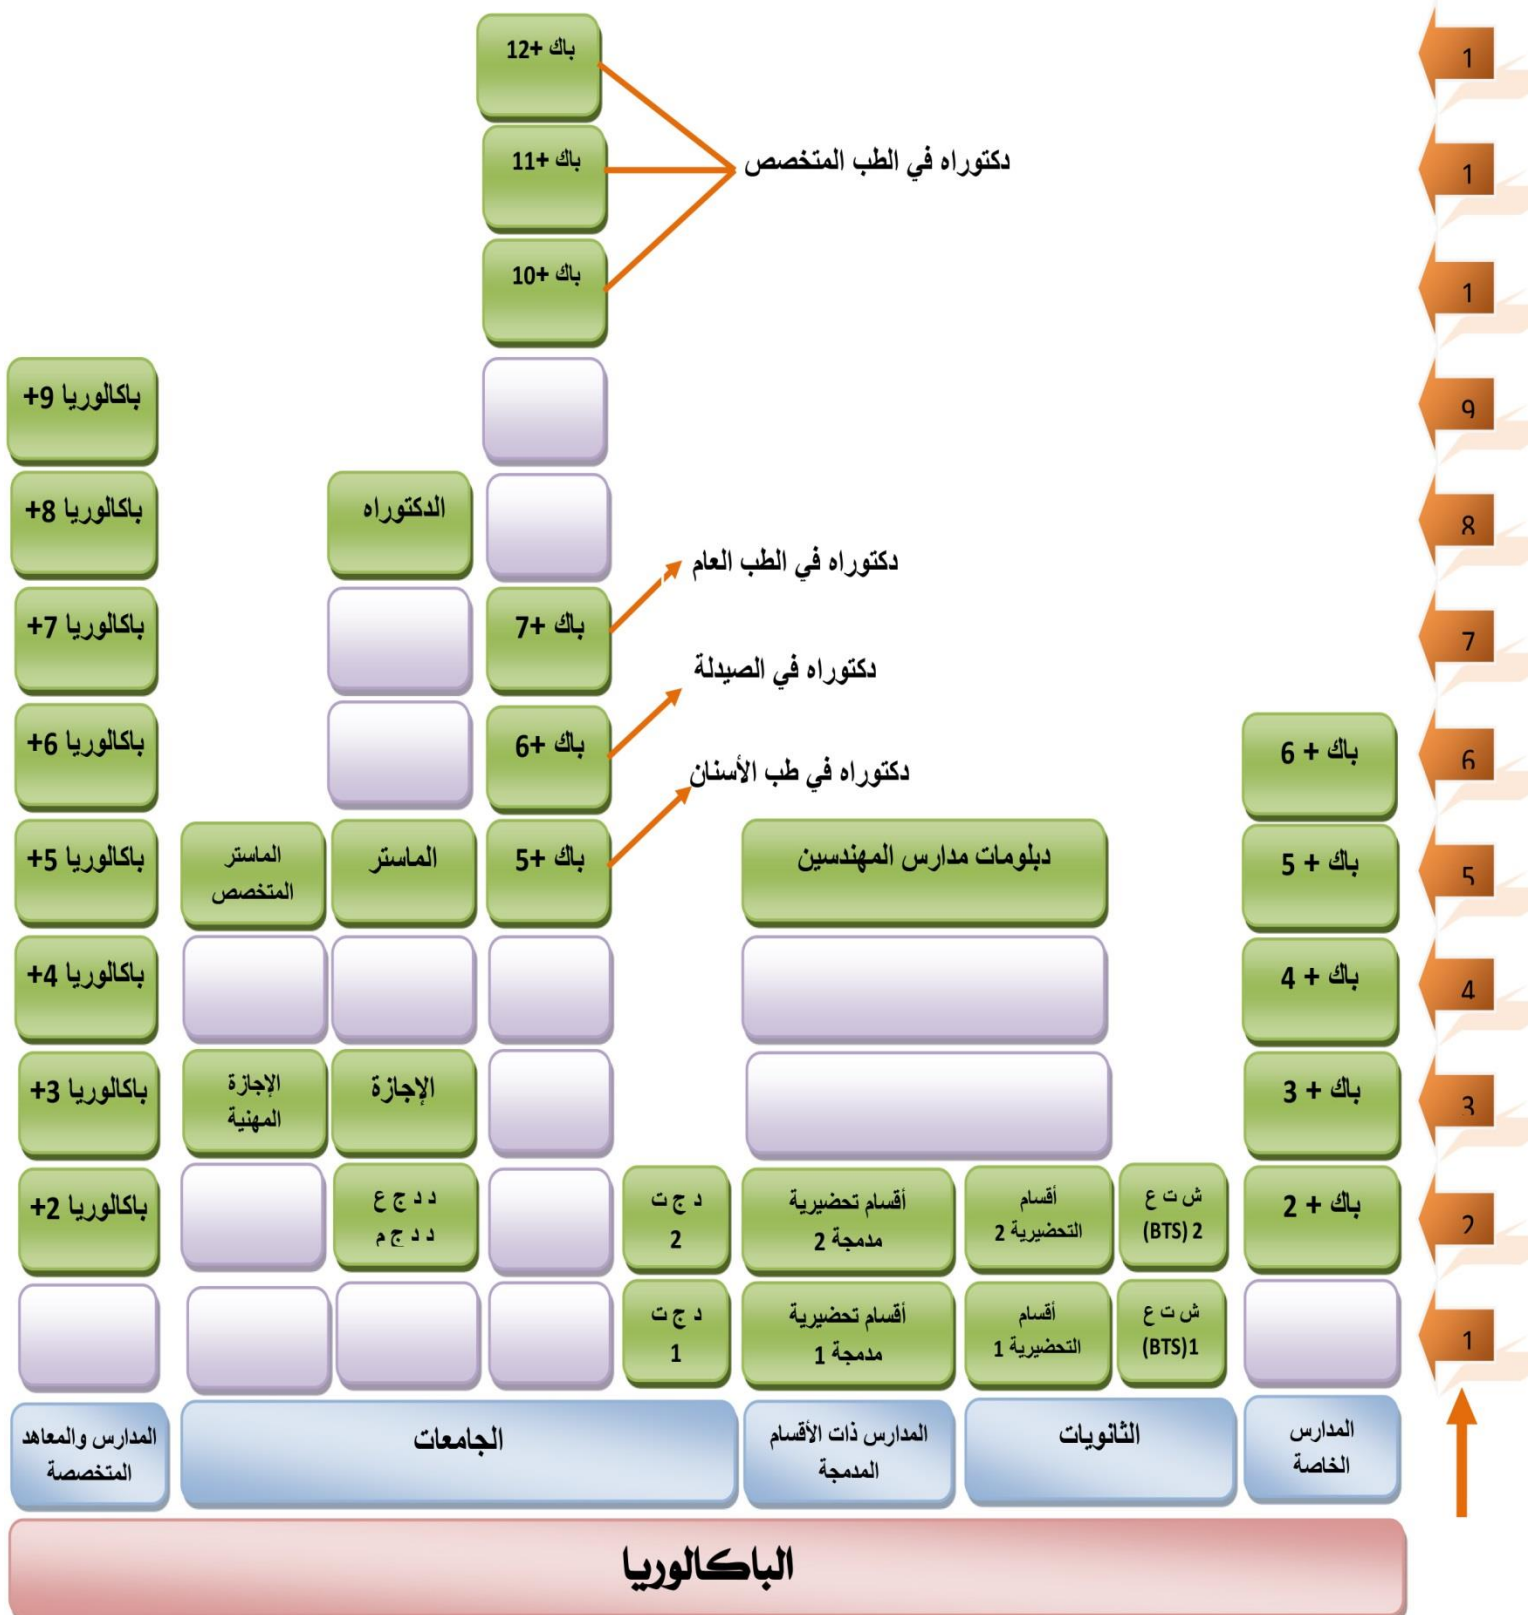 باك +12
1
باك +11
دكتوراه في الطب المتخصص
1
باك +10
1
باكالوريا 9+
9
باكالوريا 8+
الدكتوراه
8
دكتوراه في الطب العام
باكالوريا 7+
باك +7
7
دكتوراه في الصيدلة
باكالوريا 6+
باك +6
باك + 6
6
دكتوراه في طب الأسنان
باكالوريا 5+
الماستر
المتخصص
الماستر
باك +5
دبلومات مدارس المهندسين
باك + 5
5
باكالوريا 4+
باك + 4
4
باكالوريا 3+
الإجازة
المهنية
الإجازة
باك + 3
3
باكالوريا 2+
د د ج ع
د د ج م
د ج ت
2
أقسام تحضيرية
مدمجة 2
أقسام
التحضيرية 2
ش ت ع
(BTS) 2
باك + 2
2
د ج ت
1
أقسام تحضيرية
مدمجة 1
أقسام
التحضيرية 1
ش ت ع
(BTS)1
1
المدارس والمعاهد
المتخصصة
الجامعات
المدارس ذات الأقسام
المدمجة
الثانويات
المدارس
الخاصة
الباكالوريا